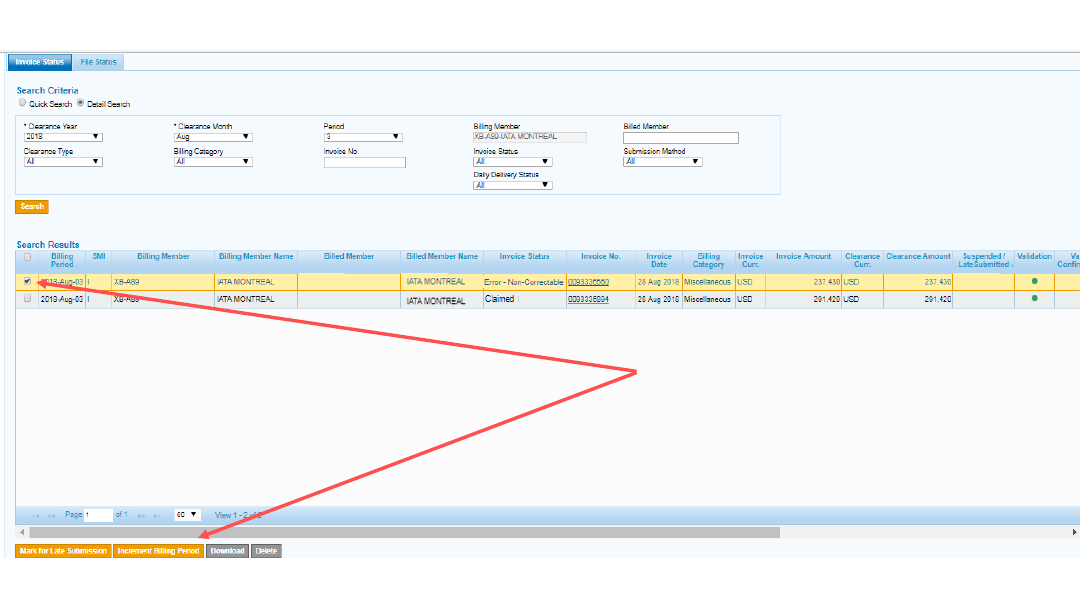 Invoice Status File Status
Search Criteria
Quick Search Detail Search
* Clearance Year * Clearance Month Period Billing Member Billed Member
2018 Aug 3 XB-A89-IATA MONTREAL
Clearance Type Billing Category Invoice No. Invoice Status Submission Method
All All All All
Daily Delivery Status
All
Search
Search Results
Billing Period SMI Billing Member Billing Member Name Billed Member Billed Member Name Invoice Status Invoice No. Invoice Date Billing Category Invoice Curr. Invoice Amount Clearance Curr. Clearance Amount Suspended / LateSubmitted Validation Va Confirm
2018-Aug-03 I XB-A89 IATA MONTREAL IATA MONTREAL Error - Non-Correctable 28 Aug 2018 Miscellaneous USD 237.430 USD 237.430
2018-Aug-03 I XB-A89 IATA MONTREAL IATA MONTREAL Claimed 28 Aug 2018 Miscellaneous USD 291.420 USD 291.420
Page 1 of 1 60 View 1 - 2 of 2
Mark for Late Submission Increment Billing Period Download Delete